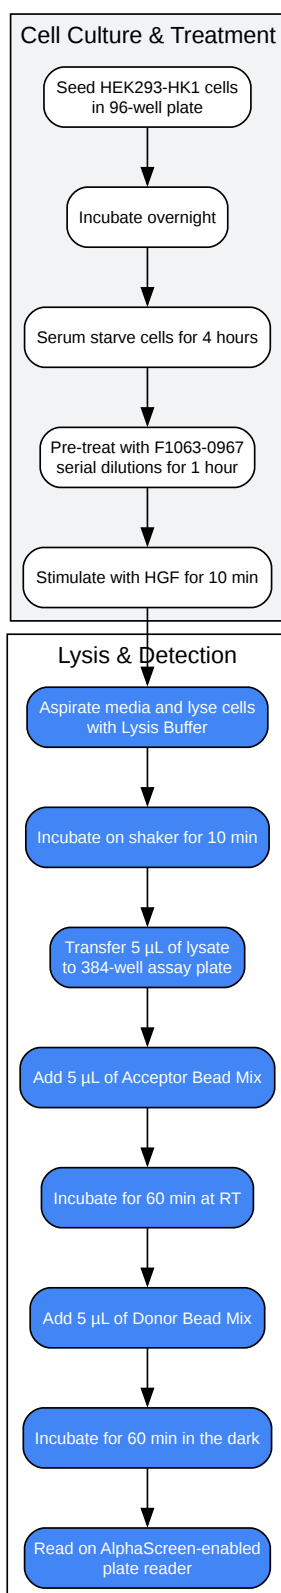 Cell Culture & Treatment
Seed HEK293-HK1 cells
in 96-well plate
Incubate overnight
Serum starve cells for 4 hours
Pre-treat with F1063-0967
serial dilutions for 1 hour
Stimulate with HGF for 10 min
Lysis & Detection
Aspirate media and lyse cells
with Lysis Buffer
Incubate on shaker for 10 min
Transfer 5 µL of lysate
to 384-well assay plate
Add 5 µL of Acceptor Bead Mix
Incubate for 60 min at RT
Add 5 µL of Donor Bead Mix
Incubate for 60 min in the dark
Read on AlphaScreen-enabled
plate reader